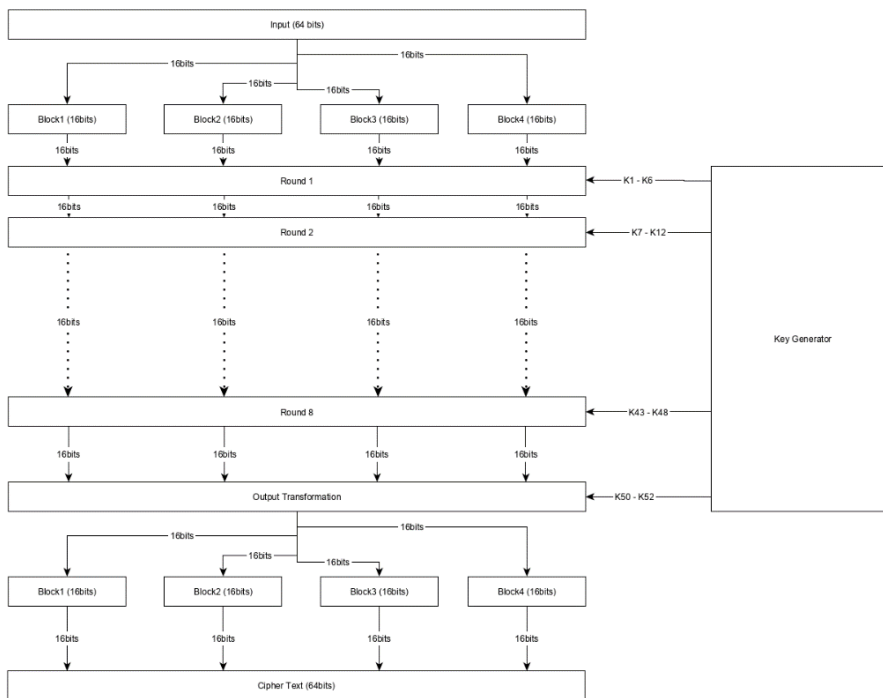 Input (64 bits)
16bits
16bits
16bits
16bits
Block1 (16bits)
Block2 (16bits)
Block3 (16bits)
Block4 (16bits)
16bits
16bits
16bits
16bits
Round 1
K1 - K6
16bits
16bits
16bits
16bits
Round 2
K7 - K12
16bits
16bits
16bits
16bits
Key Generator
Round 8
K43 - K48
16bits
16bits
16bits
16bits
Output Transformation
K50 - K52
16bits
16bits
16bits
16bits
Block1 (16bits)
Block2 (16bits)
Block3 (16bits)
Block4 (16bits)
16bits
16bits
16bits
16bits
Cipher Text (64bits)